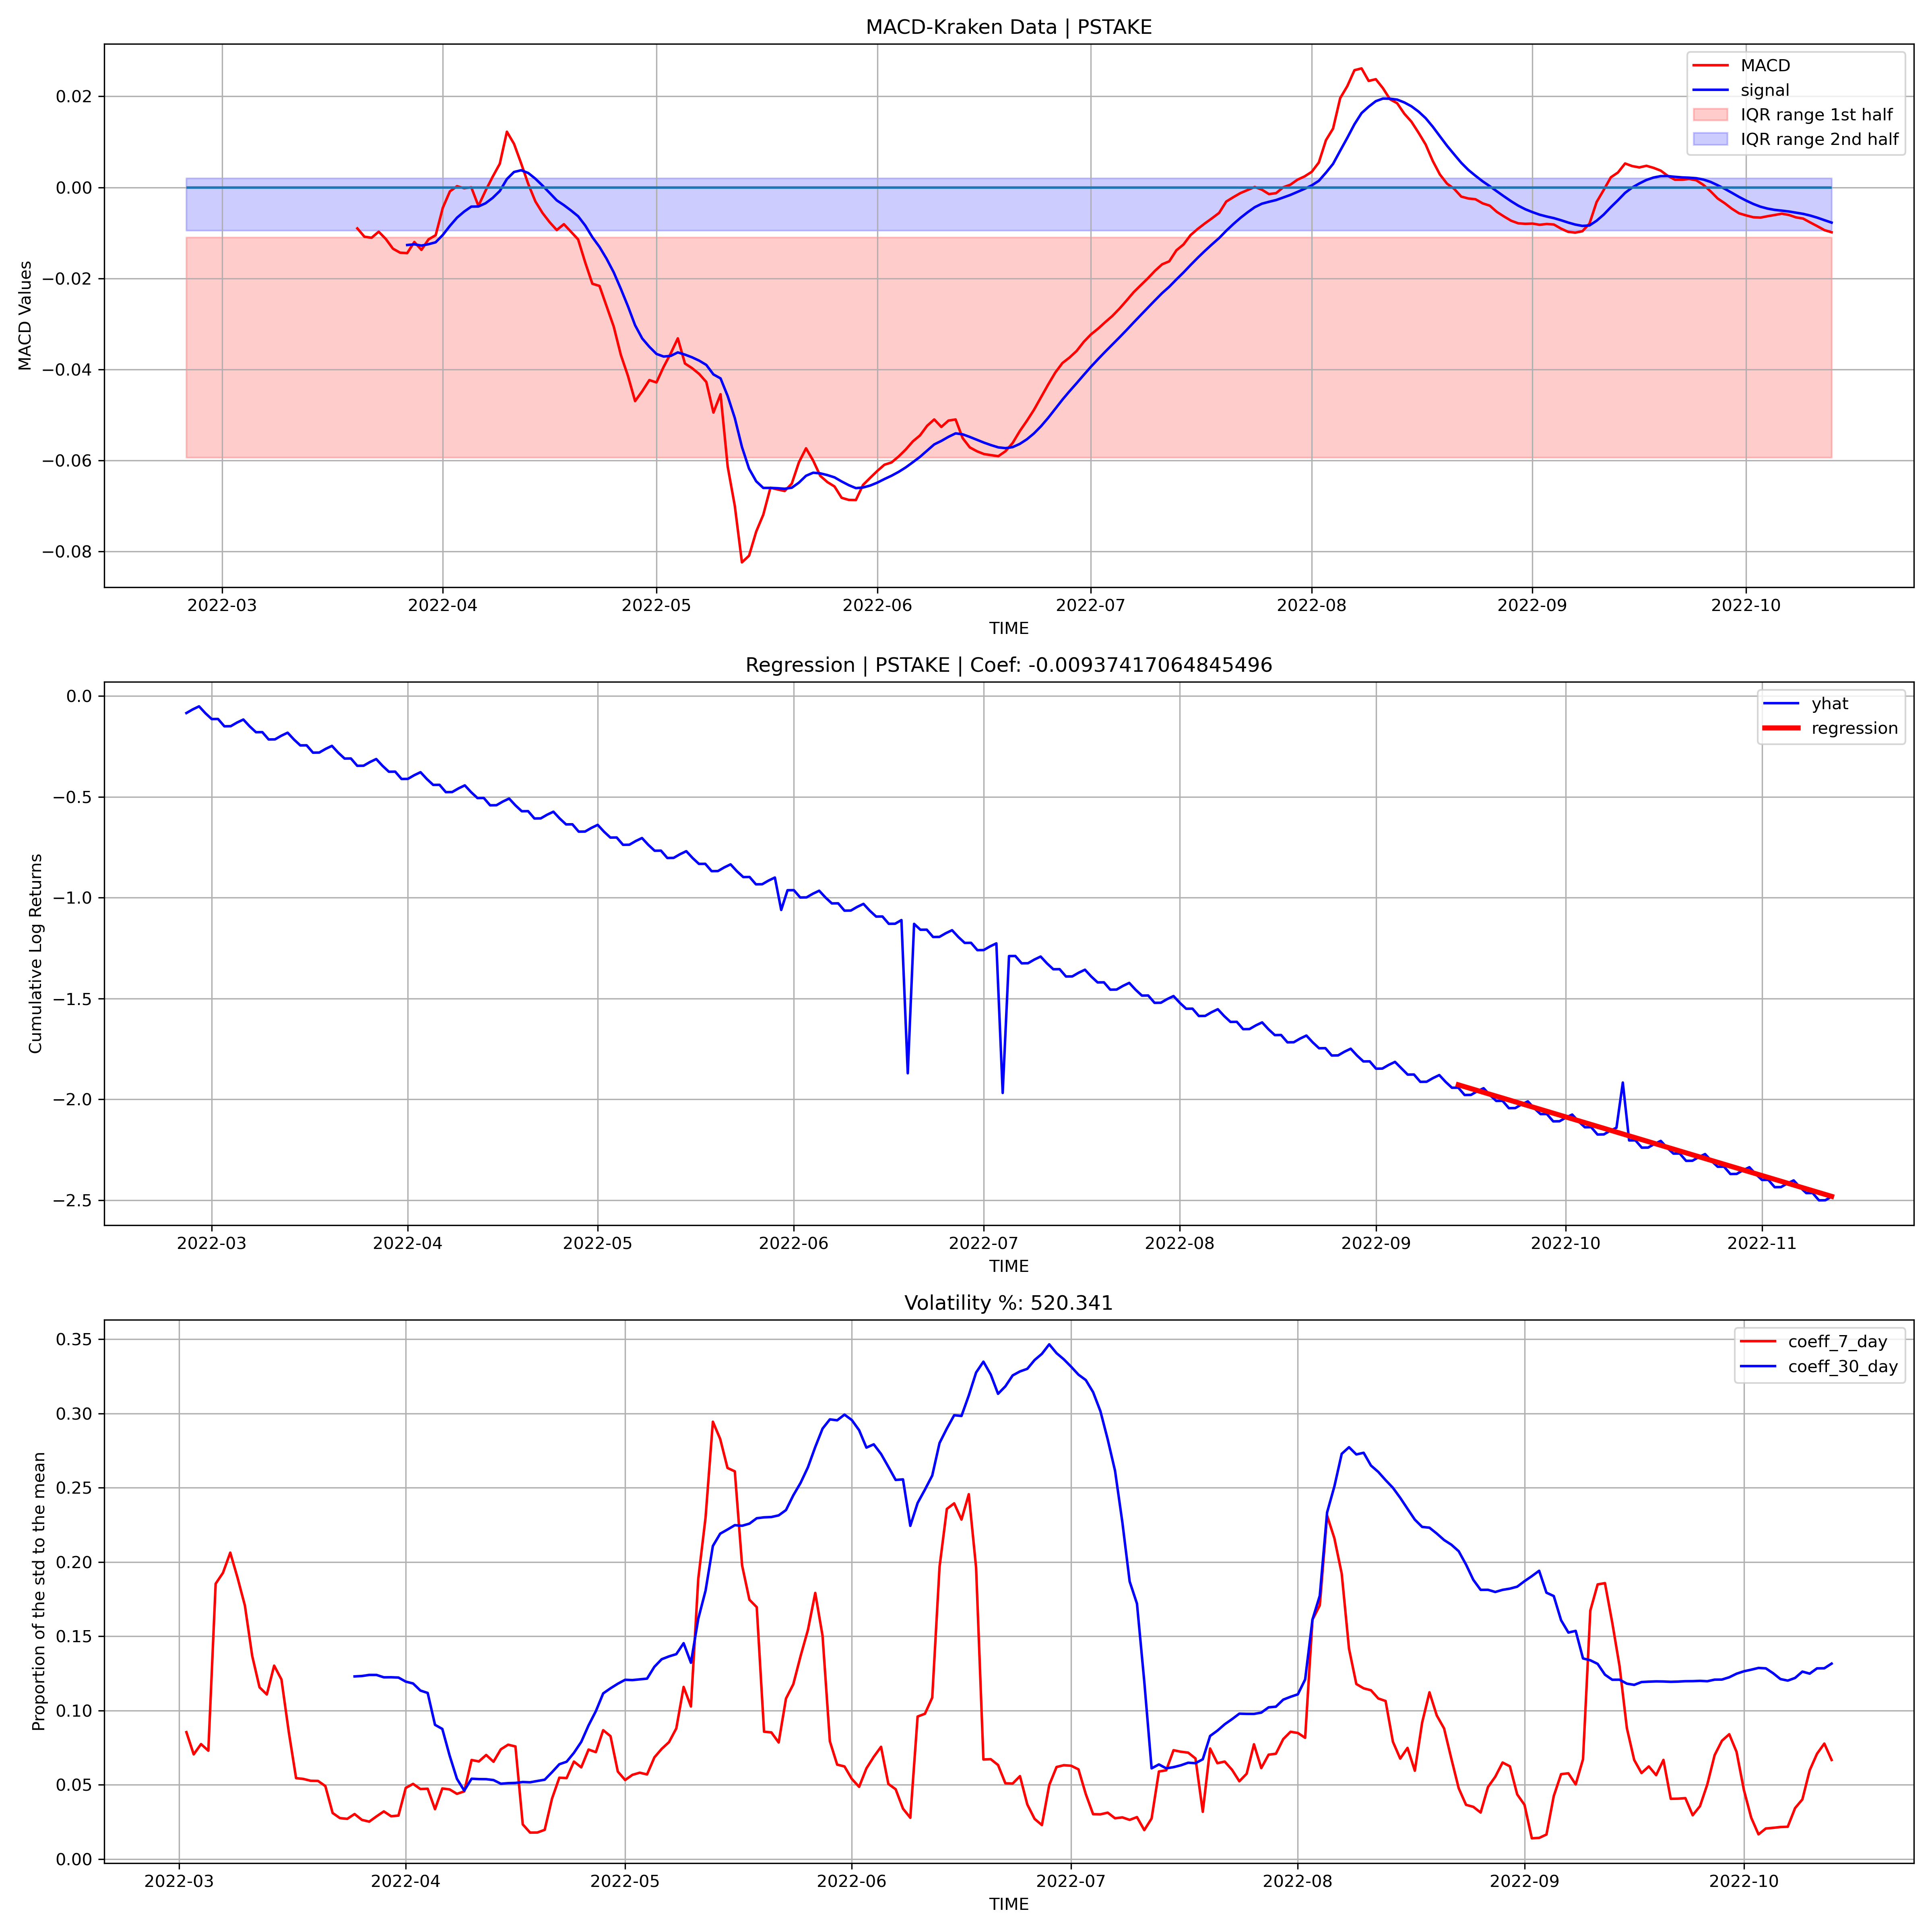 MACD-Kraken Data | PSTAKE
MACD
signal
IQR range 1st half
IQR range 2nd half
MACD Values
0.02
0.00
−0.02
−0.04
−0.06
−0.08
2022-03 2022-04 2022-05 2022-06 2022-07 2022-08 2022-09 2022-10
TIME
Regression | PSTAKE | Coef: -0.00937417064845496
yhat
regression
Cumulative Log Returns
0.0
−0.5
−1.0
−1.5
−2.0
−2.5
2022-03 2022-04 2022-05 2022-06 2022-07 2022-08 2022-09 2022-10 2022-11
TIME
Volatility %: 520.341
coeff_7_day
coeff_30_day
Proportion of the std to the mean
0.35
0.30
0.25
0.20
0.15
0.10
0.05
0.00
2022-03 2022-04 2022-05 2022-06 2022-07 2022-08 2022-09 2022-10
TIME